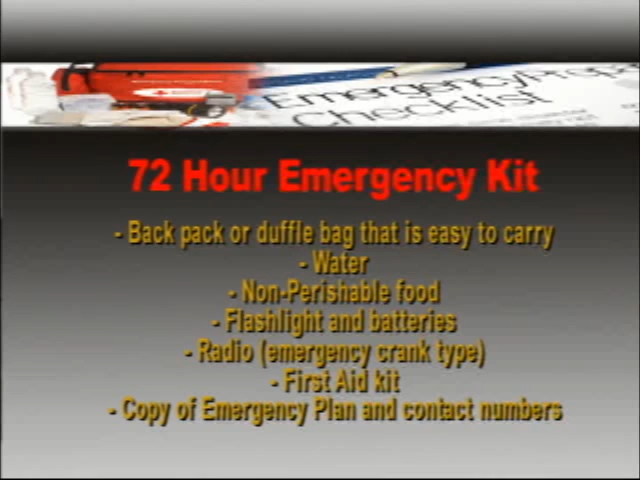 Emergency Prepa
Checklist
72 Hour Emergency Kit
- Back pack or duffle bag that is easy to carry
- Water
- Non-Perishable food
- Flashlight and batteries
- Radio (emergency crank type)
- First Aid kit
- Copy of Emergency Plan and contact numbers